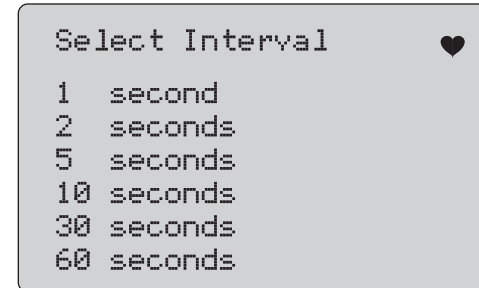 Select Interval
1 second
2 seconds
5 seconds
10 seconds
30 seconds
60 seconds